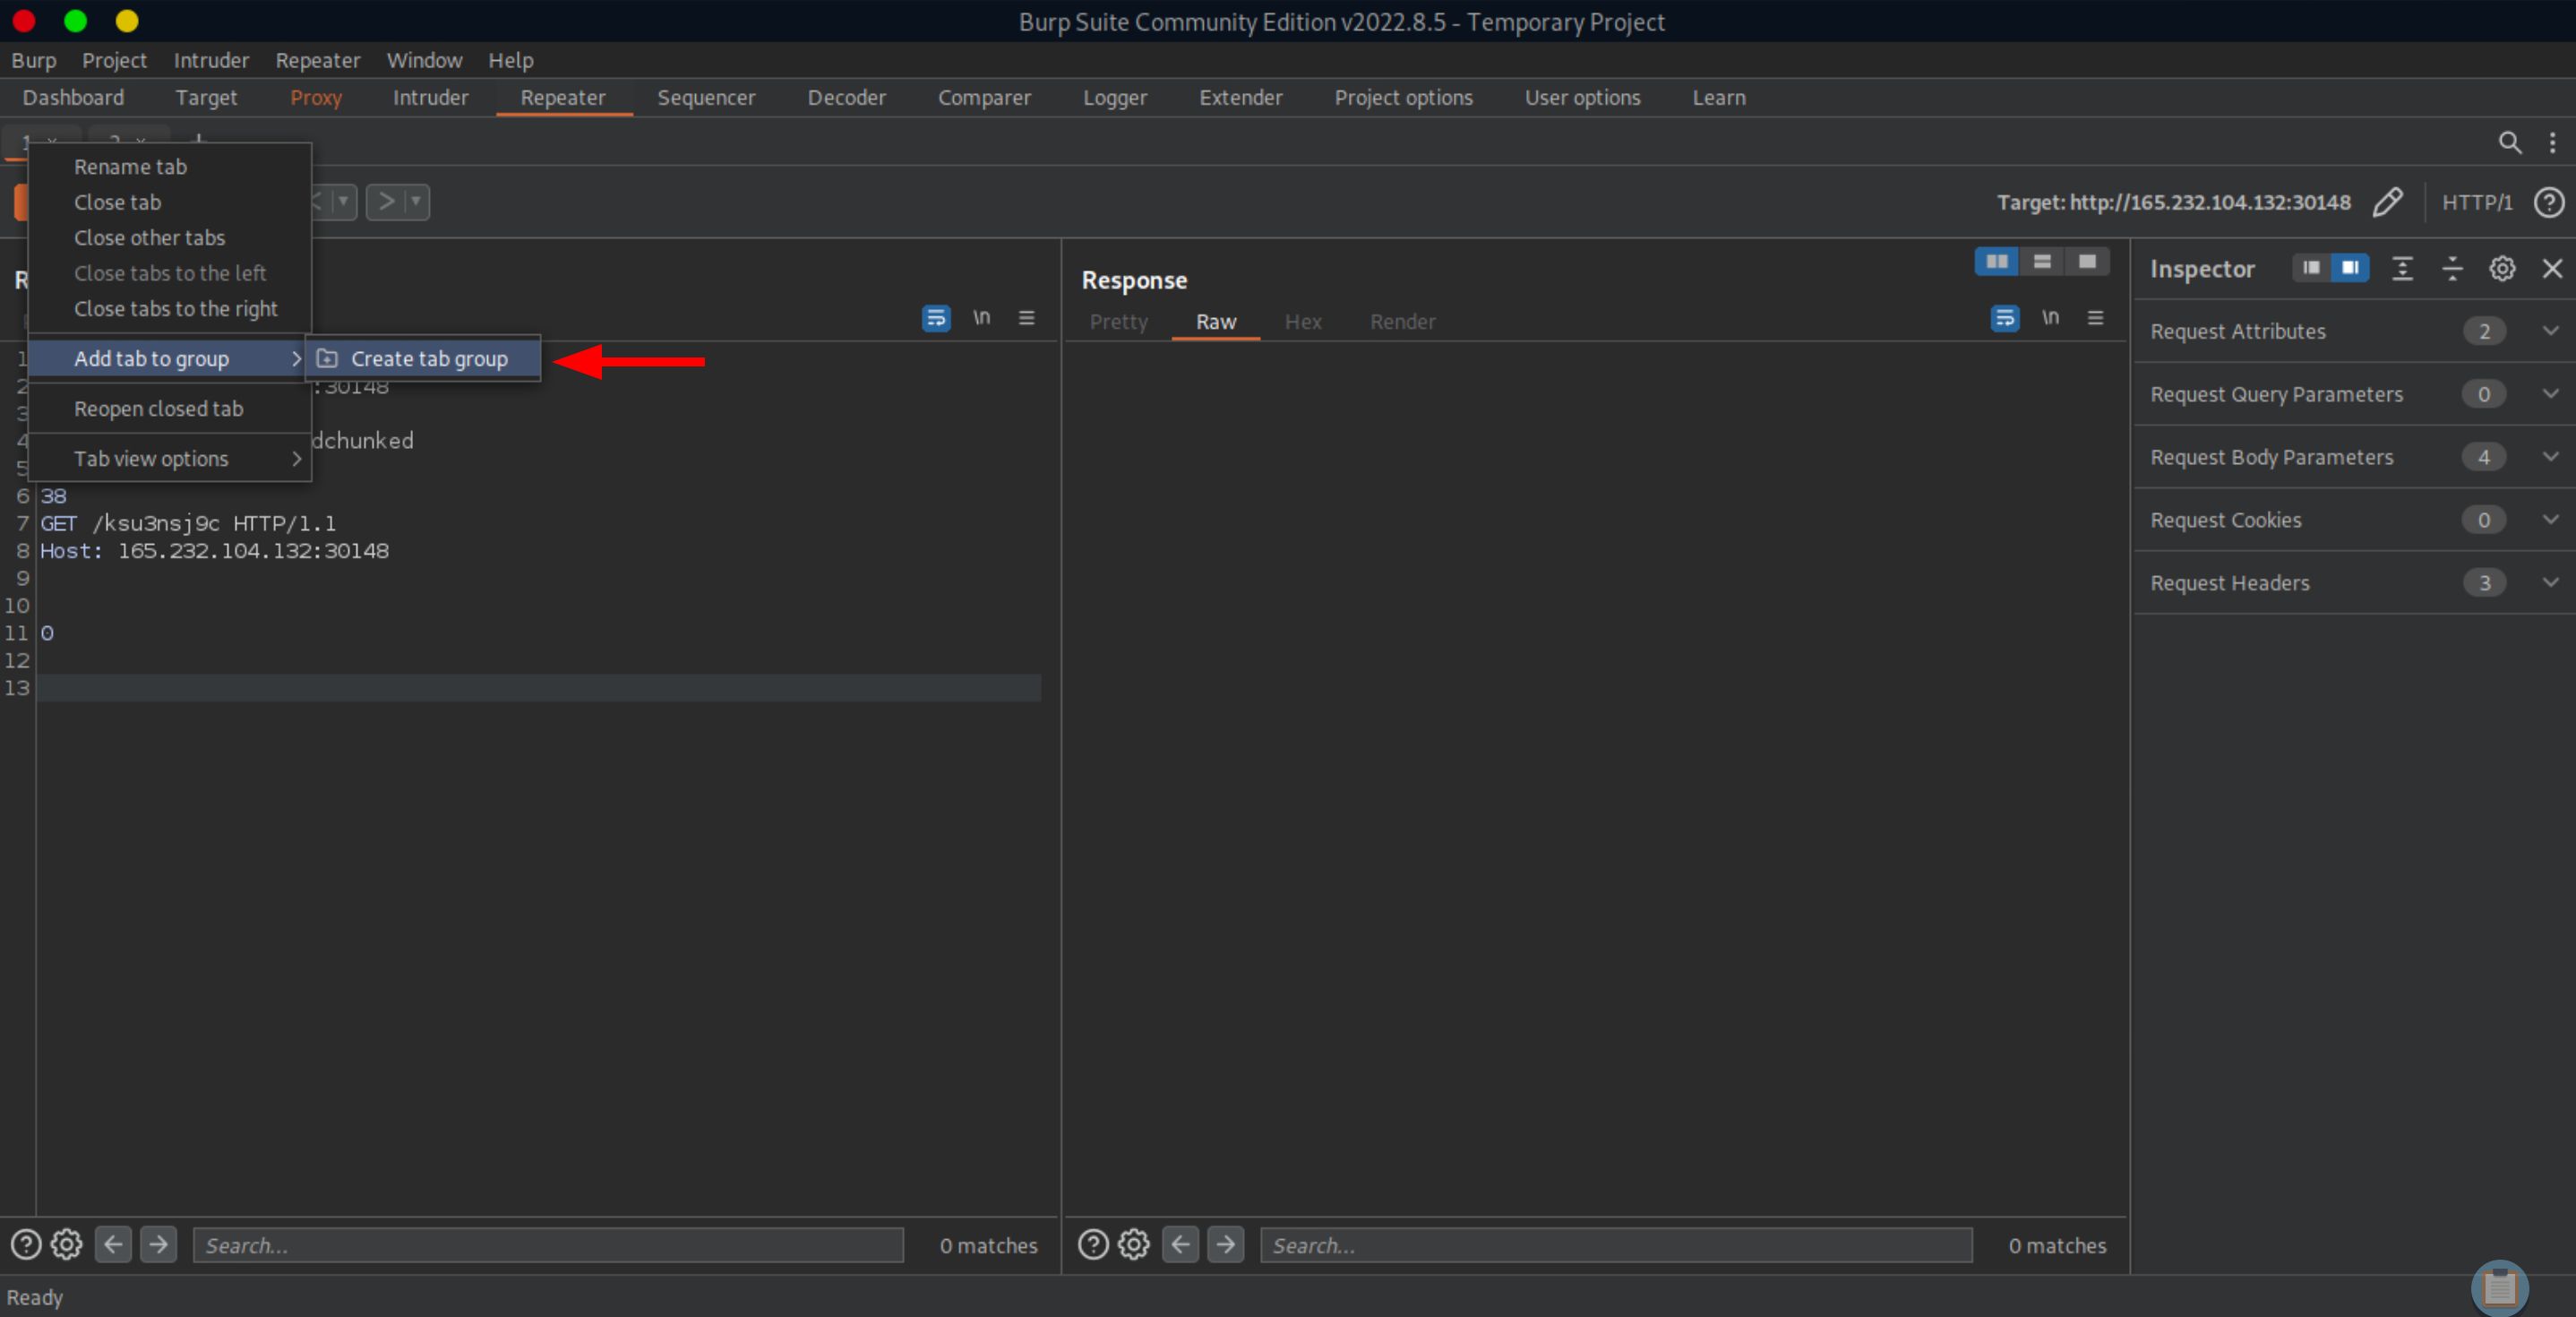 Burp Suite Community Edition v2022.8.5 - Temporary Project
Burp Project Intruder Repeater Window Help
Dashboard Target Proxy Intruder Repeater Sequencer Decoder Comparer Logger Extender Project options User options Learn
1
Rename tab
Close tab
Close other tabs
Close tabs to the left
Close tabs to the right
Add tab to group
Create tab group
Reopen closed tab
Tab view options
< >
Target: http://165.232.104.132:30148 HTTP/1
R
\n
1
2 :30148
3
4 dchunked
5
6 38
7 GET /ksu3nsj9c HTTP/1.1
8 Host: 165.232.104.132:30148
9
10
11 0
12
13
Search...
0 matches
Response
Pretty Raw Hex Render
\n
Search...
0 matches
Inspector
Request Attributes 2
Request Query Parameters 0
Request Body Parameters 4
Request Cookies 0
Request Headers 3
Ready